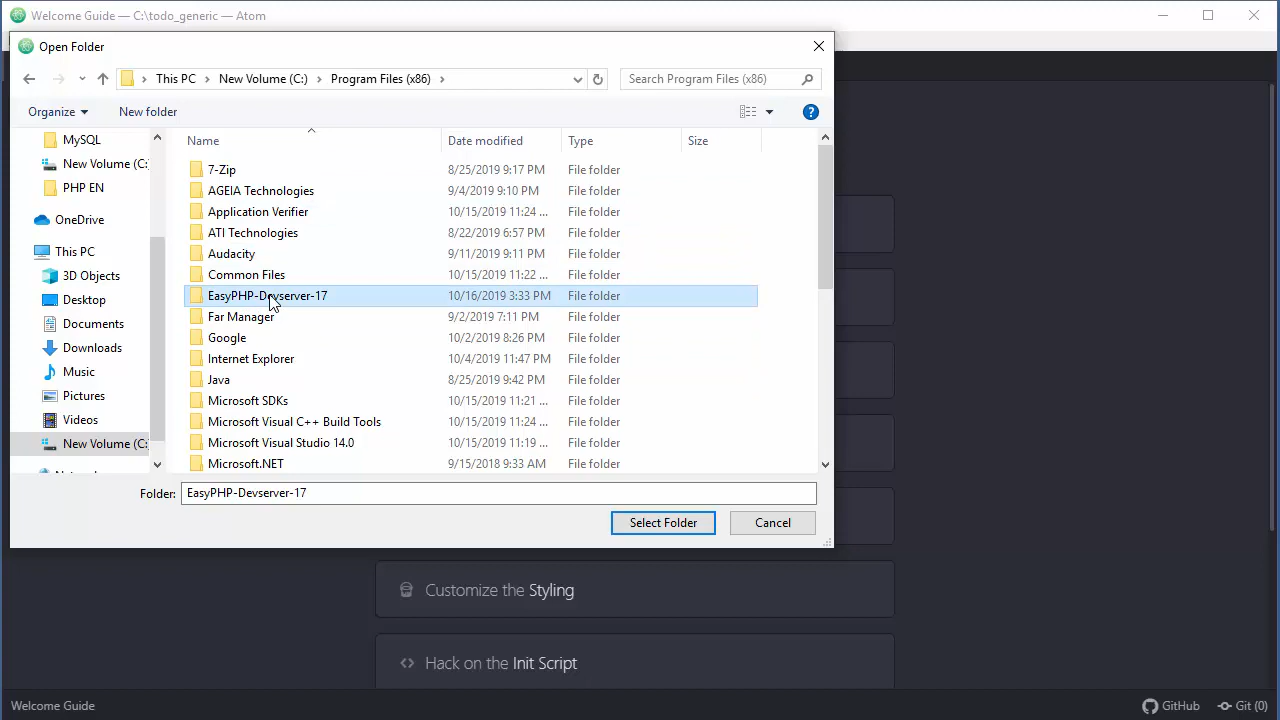 Welcome Guide — C:\todo_generic — Atom
Open Folder
This PC
New Volume (C:)
Program Files (x86)
Search Program Files (x86)
Organize
New folder
MySQL
New Volume (C:
PHP EN
OneDrive
This PC
3D Objects
Desktop
Documents
Downloads
Music
Pictures
Videos
New Volume (C:
Name Date modified Type Size
7-Zip 8/25/2019 9:17 PM File folder
AGEIA Technologies 9/4/2019 9:10 PM File folder
Application Verifier 10/15/2019 11:24 ... File folder
ATI Technologies 8/22/2019 6:57 PM File folder
Audacity 9/11/2019 9:11 PM File folder
Common Files 10/15/2019 11:22 ... File folder
EasyPHP-Devserver-17 10/16/2019 3:33 PM File folder
Far Manager 9/2/2019 7:11 PM File folder
Google 10/2/2019 8:26 PM File folder
Internet Explorer 10/4/2019 11:47 PM File folder
Java 8/25/2019 9:42 PM File folder
Microsoft SDKs 10/15/2019 11:21 ... File folder
Microsoft Visual C++ Build Tools 10/15/2019 11:24 ... File folder
Microsoft Visual Studio 14.0 10/15/2019 11:19 ... File folder
Microsoft.NET 9/15/2018 9:33 AM File folder
Folder: EasyPHP-Devserver-17
Select Folder
Cancel
Customize the Styling
Hack on the Init Script
Welcome Guide
GitHub
Git (0)